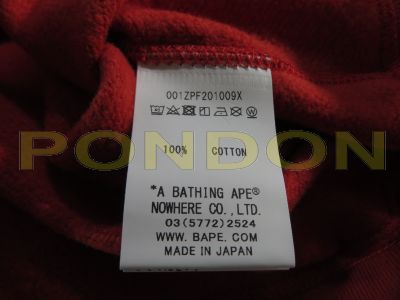 001ZPF201009X
PONDON
100% COTTON
*A BATHING APE®
NOWHERE CO.,LTD.
03(5772)2524
WWW.BAPE.COM
MADE IN JAPAN